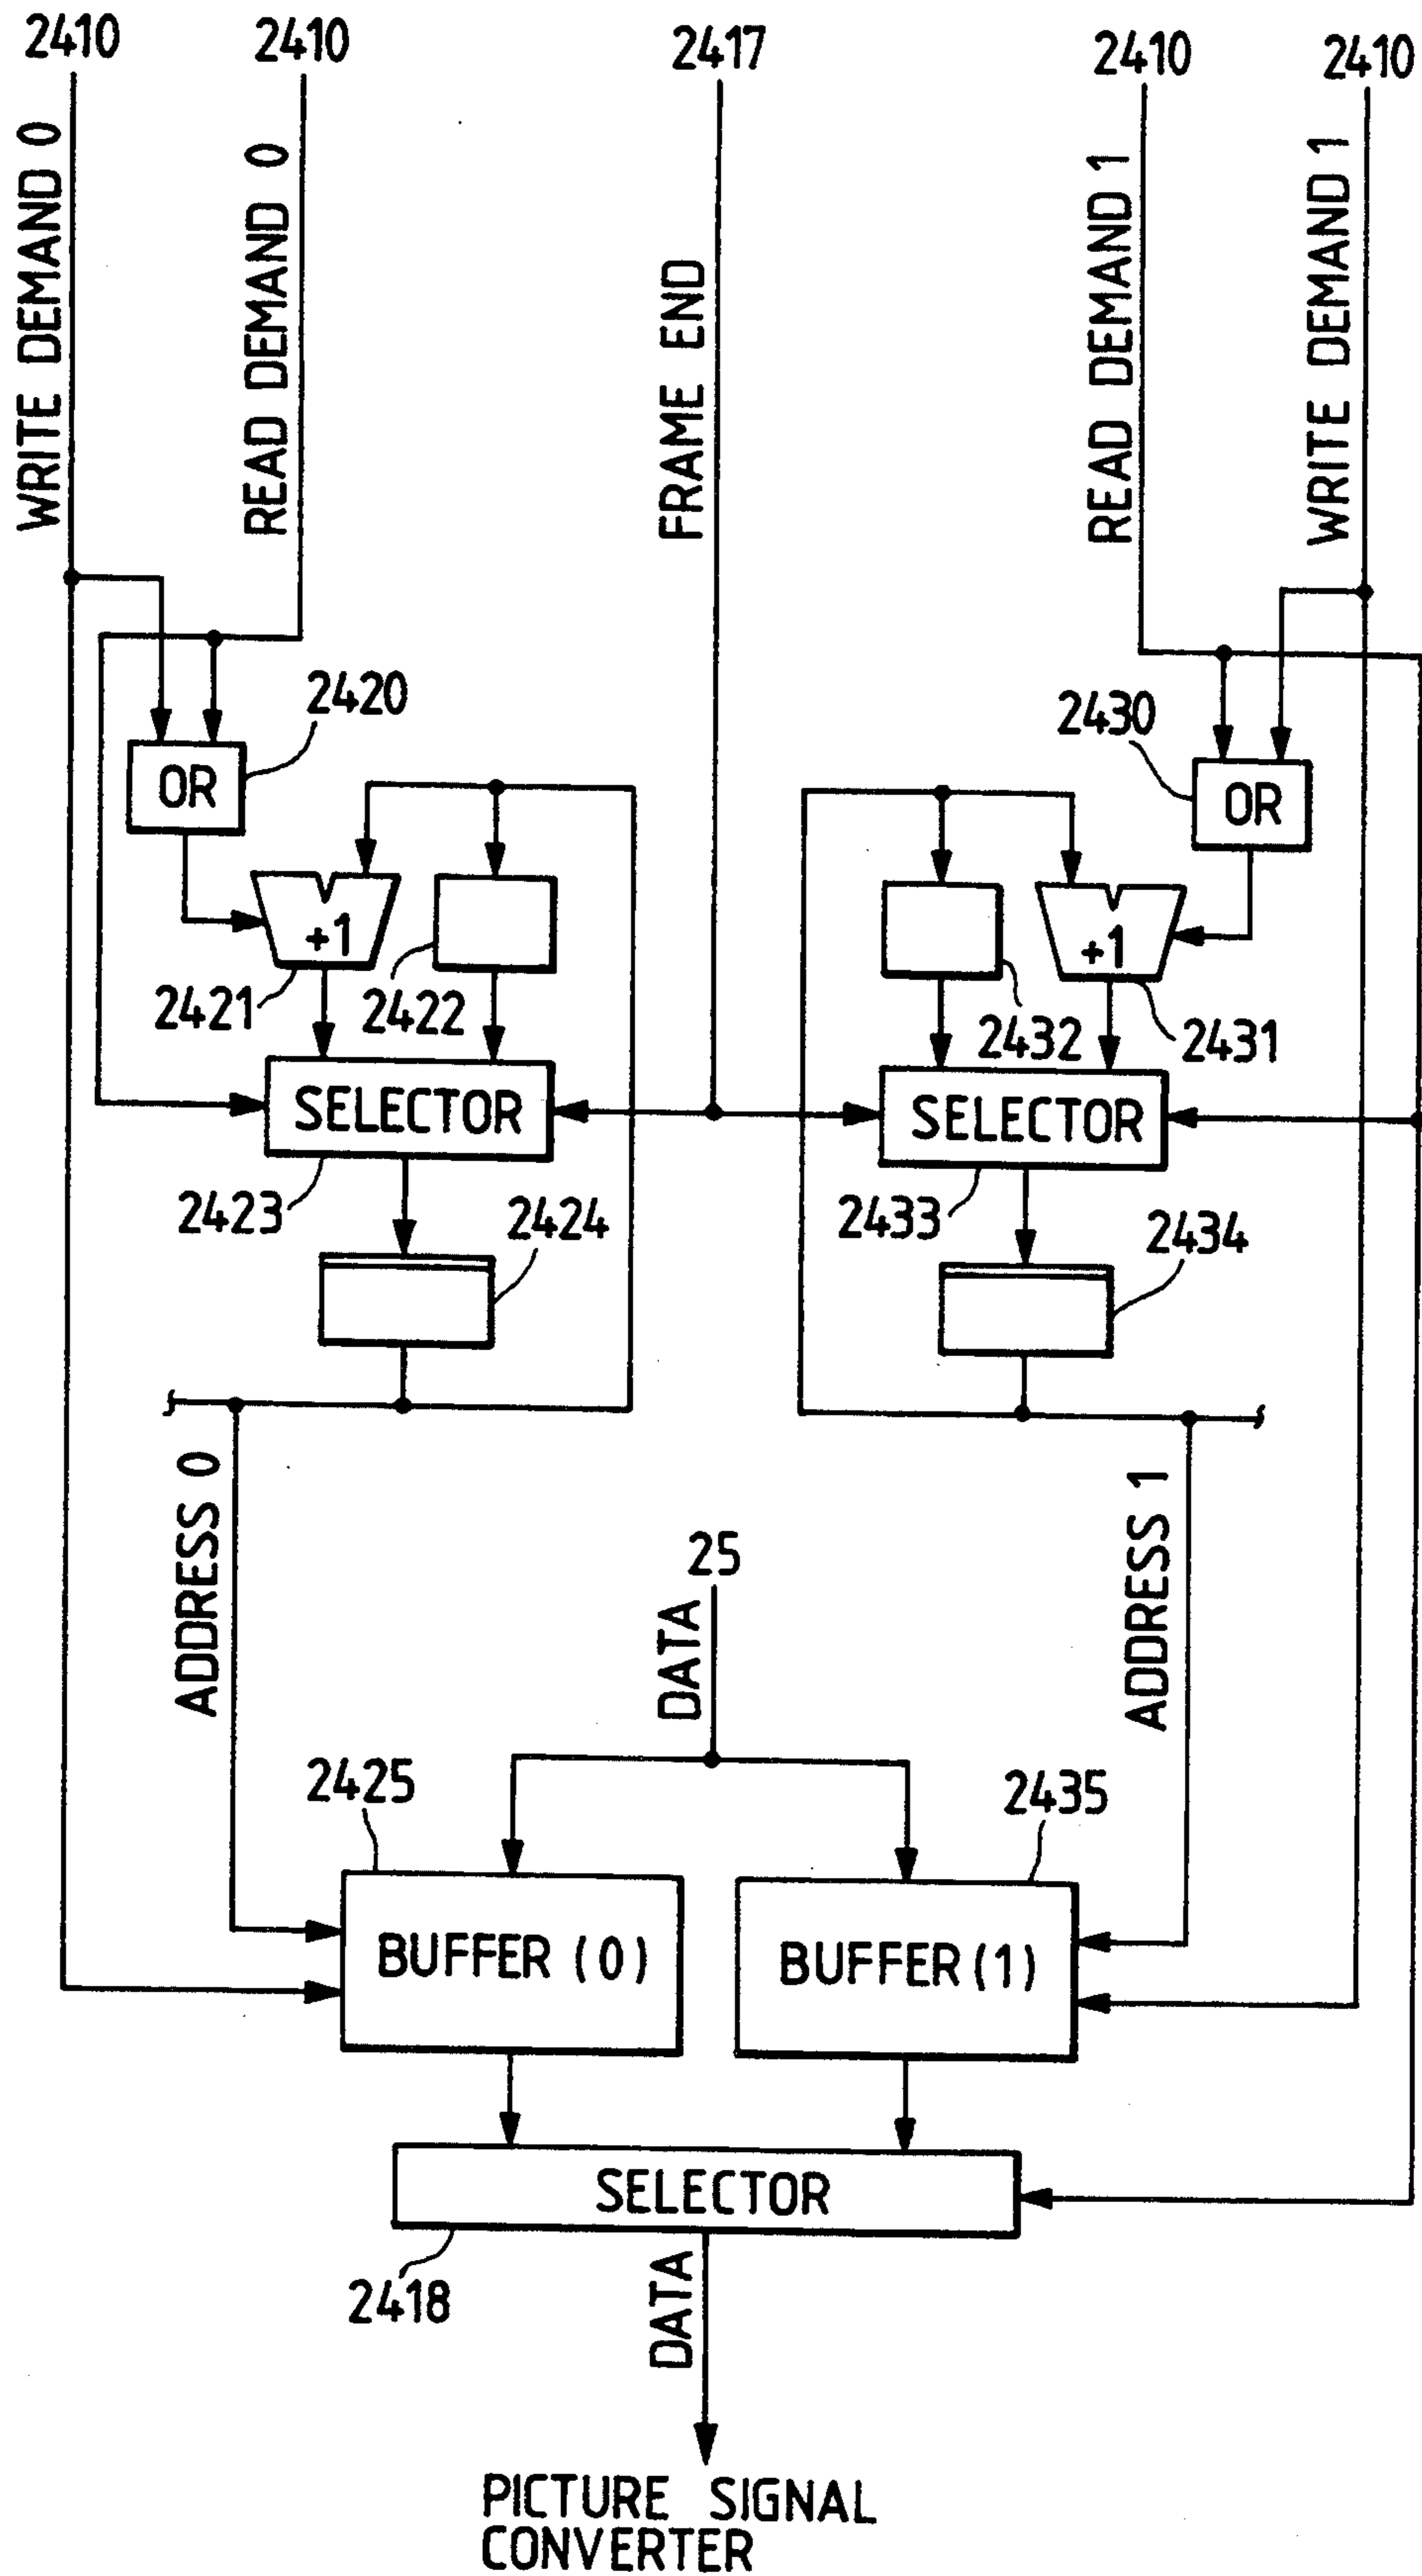 2410
2410
2417
2410
2410
WRITE DEMAND 0
READ DEMAND 0
FRAME END
READ DEMAND 1
WRITE DEMAND 1
2420
2430
OR
OR
+1
+1
2421
2422
2432
2431
SELECTOR
SELECTOR
2423
2424
2433
2434
ADDRESS 0
25
DATA
ADDRESS 1
2425
2435
BUFFER (0)
BUFFER (1)
SELECTOR
2418
DATA
PICTURE SIGNAL
CONVERTER